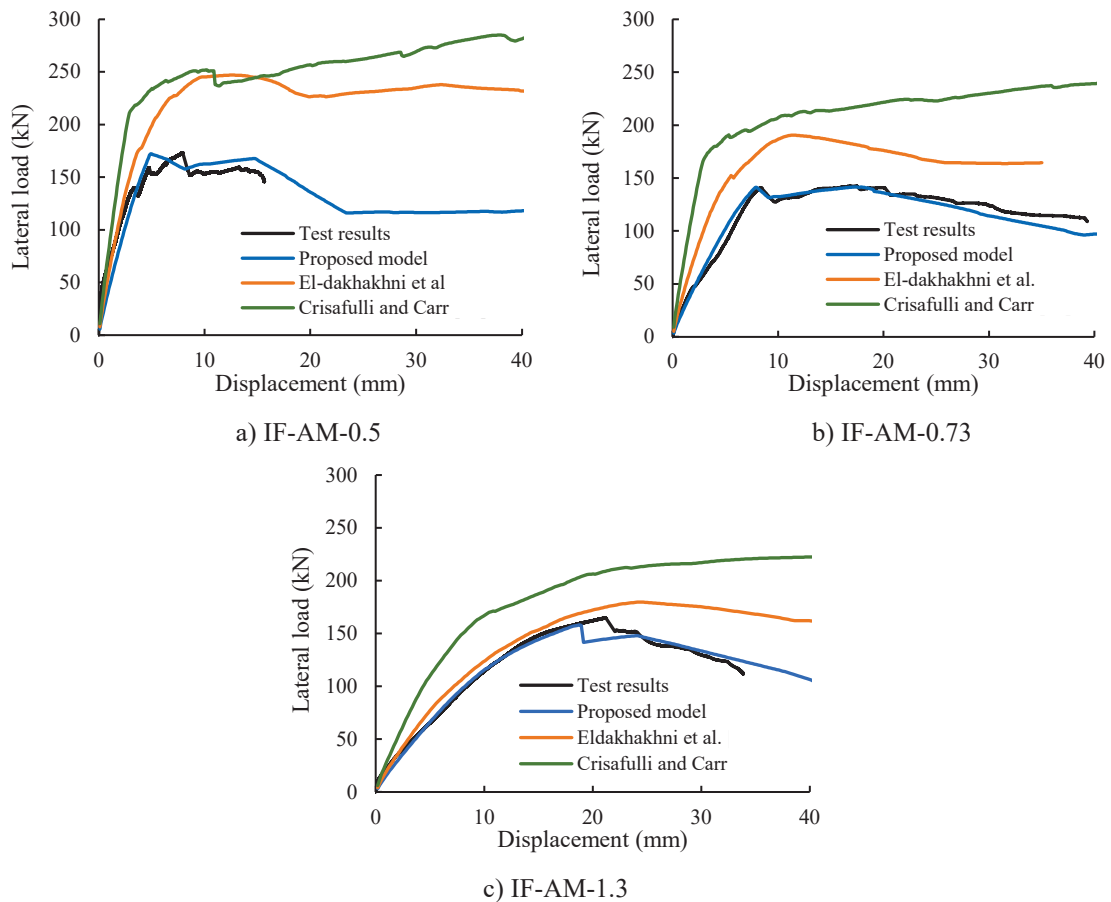 300
250
200
150
100
50
0
Lateral load (kN)
Test results
Proposed model
El-dakhakhni et al
Crisafulli and Carr
0 10 20 30 40
Displacement (mm)
a) IF-AM-0.5
300
250
200
150
100
50
0
Lateral load (kN)
Test results
Proposed model
El-dakhakhni et al.
Crisafulli and Carr
0 10 20 30 40
Displacement (mm)
b) IF-AM-0.73
300
250
200
150
100
50
0
Lateral load (kN)
Test results
Proposed model
Eldakhakhni et al.
Crisafulli and Carr
0 10 20 30 40
Displacement (mm)
c) IF-AM-1.3